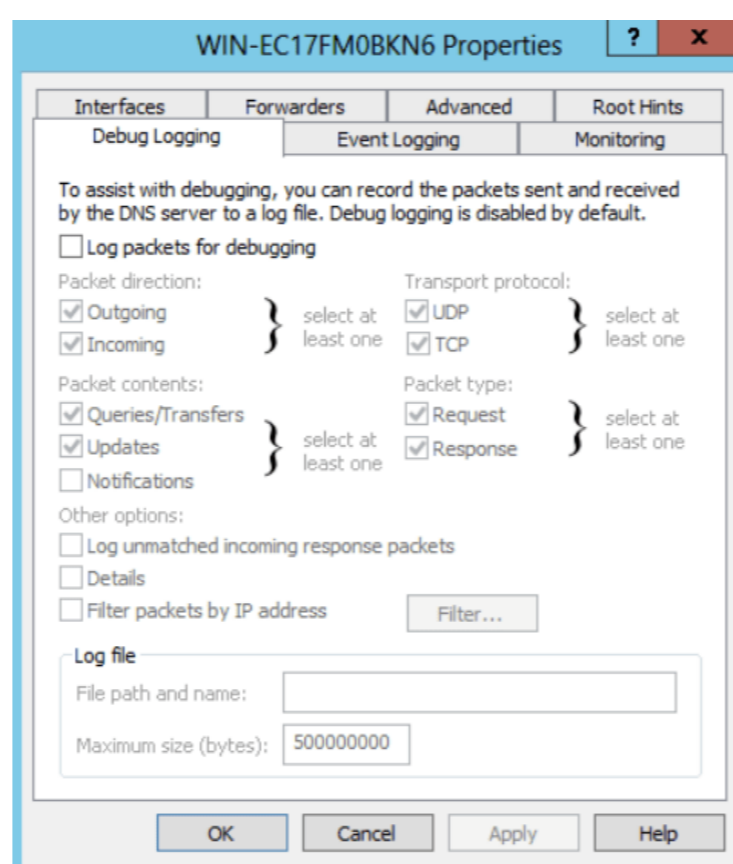 WIN-EC17FM0BKN6 Properties
?
x
Interfaces
Forwarders
Advanced
Root Hints
Debug Logging
Event Logging
Monitoring
To assist with debugging, you can record the packets sent and received
by the DNS server to a log file. Debug logging is disabled by default.
Log packets for debugging
Packet direction:
Outgoing
Incoming
select at
least one
Transport protocol:
UDP
TCP
select at
least one
Packet contents:
Queries/Transfers
Updates
Notifications
select at
least one
Packet type:
Request
Response
select at
least one
Other options:
Log unmatched incoming response packets
Details
Filter packets by IP address
Filter...
Log file
File path and name:
Maximum size (bytes):
500000000
OK
Cancel
Apply
Help